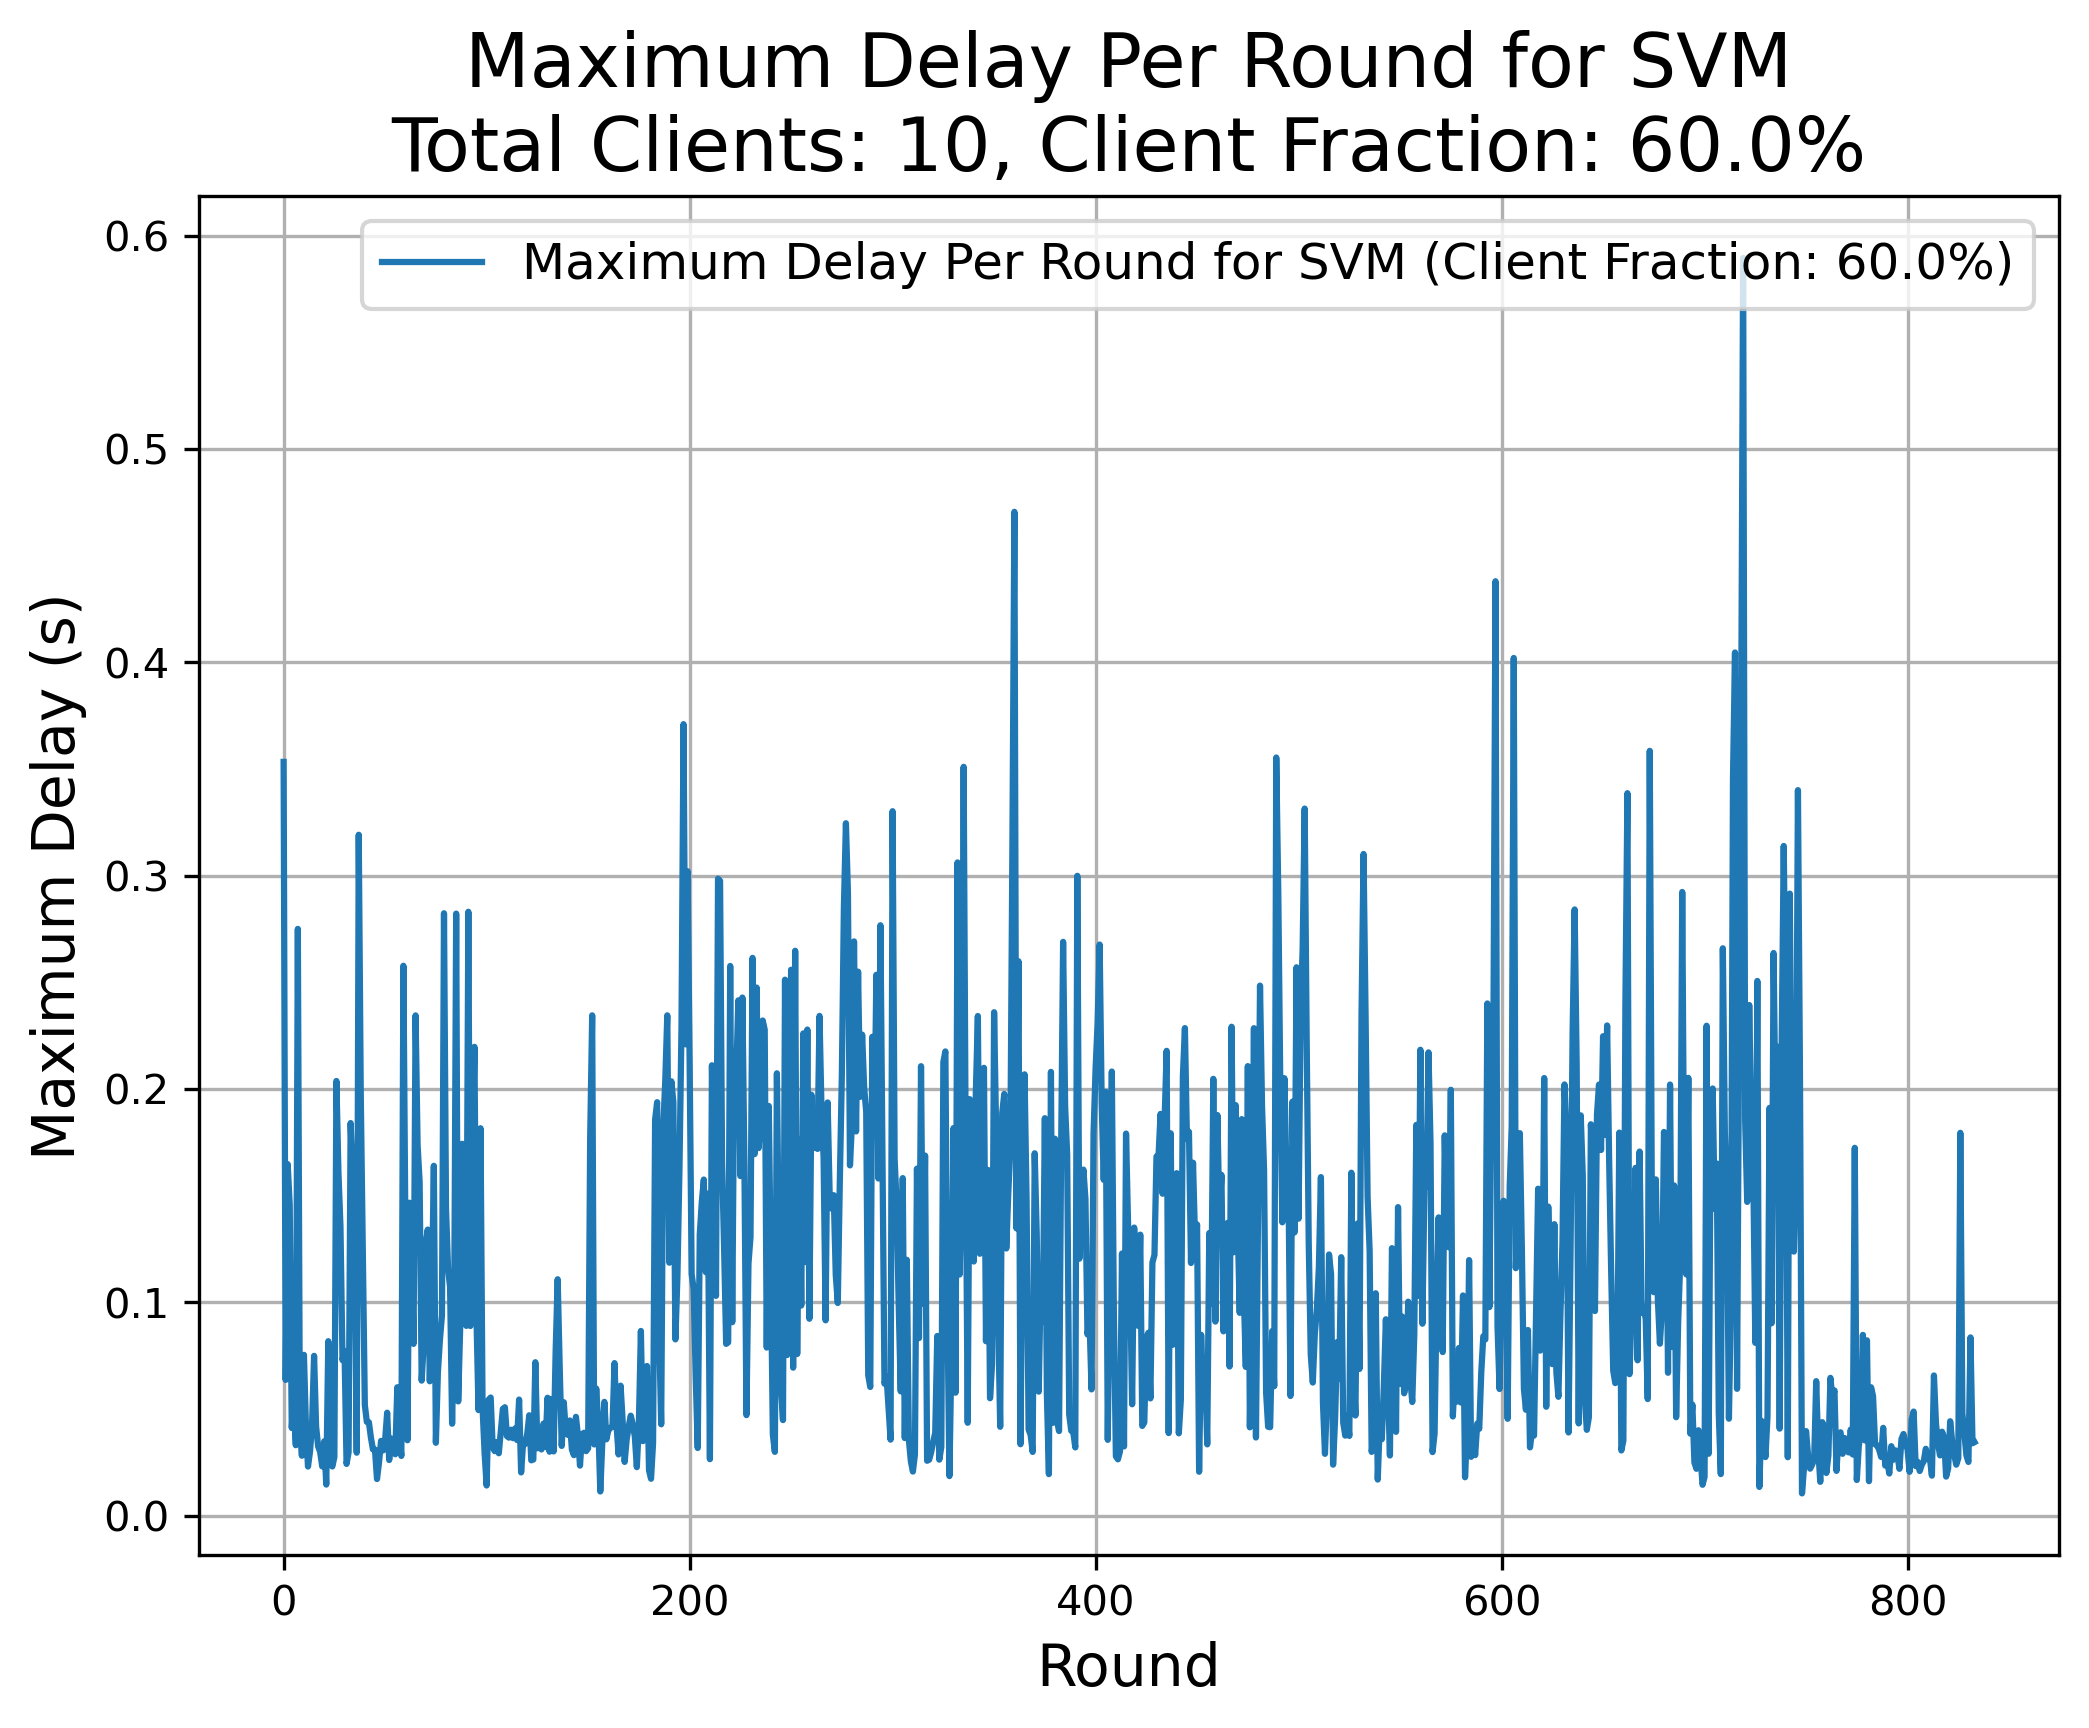 Maximum Delay Per Round for SVM
Total Clients: 10, Client Fraction: 60.0%
Maximum Delay Per Round for SVM (Client Fraction: 60.0%)
Maximum Delay (s)
0.6
0.5
0.4
0.3
0.2
0.1
0.0
0 200 400 600 800
Round